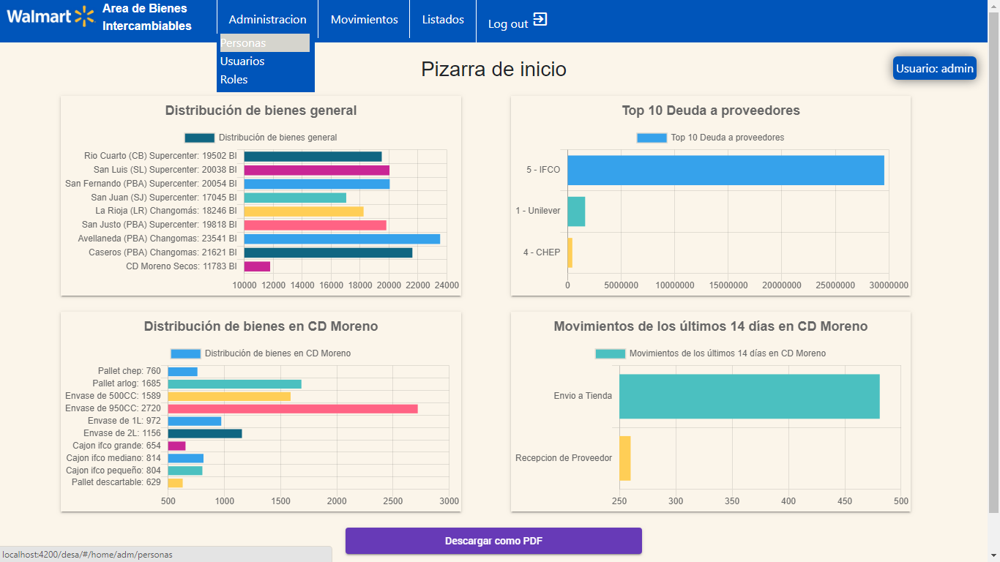 Walmart
Area de Bienes
Intercambiables
Administracion
Movimientos
Listados
Log out
Personas
Usuarios
Roles
Pizarra de inicio
Usuario: admin
Distribución de bienes general
Distribución de bienes general
Rio Cuarto (CB) Supercenter: 19502 BI
San Luis (SL) Supercenter: 20038 BI
San Fernando (PBA) Supercenter: 20054 BI
San Juan (SJ) Supercenter: 17045 BI
La Rioja (LR) Changomás: 18246 BI
San Justo (PBA) Supercenter: 19818 BI
Avellaneda (PBA) Changomas: 23541 BI
Caseros (PBA) Changomas: 21621 BI
CD Moreno Secos: 11783 BI
10000 12000 14000 16000 18000 20000 22000 24000
Top 10 Deuda a proveedores
Top 10 Deuda a proveedores
5 - IFCO
1 - Unilever
4 - CHEP
0 5000000 10000000 15000000 20000000 25000000 30000000
Distribución de bienes en CD Moreno
Distribución de bienes en CD Moreno
Pallet chep: 760
Pallet arlog: 1685
Envase de 500CC: 1589
Envase de 950CC: 2720
Envase de 1L: 972
Envase de 2L: 1156
Cajon ifco grande: 654
Cajon ifco mediano: 814
Cajon ifco pequeño: 804
Pallet descartable: 629
500 1000 1500 2000 2500 3000
Movimientos de los últimos 14 días en CD Moreno
Movimientos de los últimos 14 días en CD Moreno
Envio a Tienda
Recepcion de Proveedor
250 300 350 400 450 500
Descargar como PDF
localhost:4200/desa/#/home/adm/personas